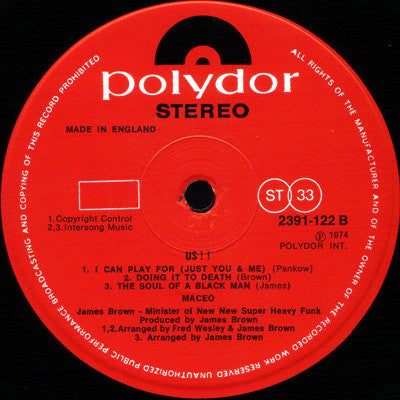 polydor
STEREO
MADE IN ENGLAND
ALL RIGHTS OF THE MANUFACTURER AND OF THE OWNER OF THE RECORDED WORK RESERVED UNAUTHORIZED PUBLIC PERFORMANCE BROADCASTING AND COPYING OF THIS RECORD PROHIBITED
ST 33
1.Copyright Control
2,3.Intersong Music
2391-122 B
℗ 1974
POLYDOR INT.
US!!
1. I CAN PLAY FOR (JUST YOU & ME) (Pankow)
2. DOING IT TO DEATH (Brown)
3. THE SOUL OF A BLACK MAN (James)
MACEO
James Brown - Minister of New New Super Heavy Funk
Produced by James Brown
1,2.Arranged by Fred Wesley & James Brown
3. Arranged by James Brown